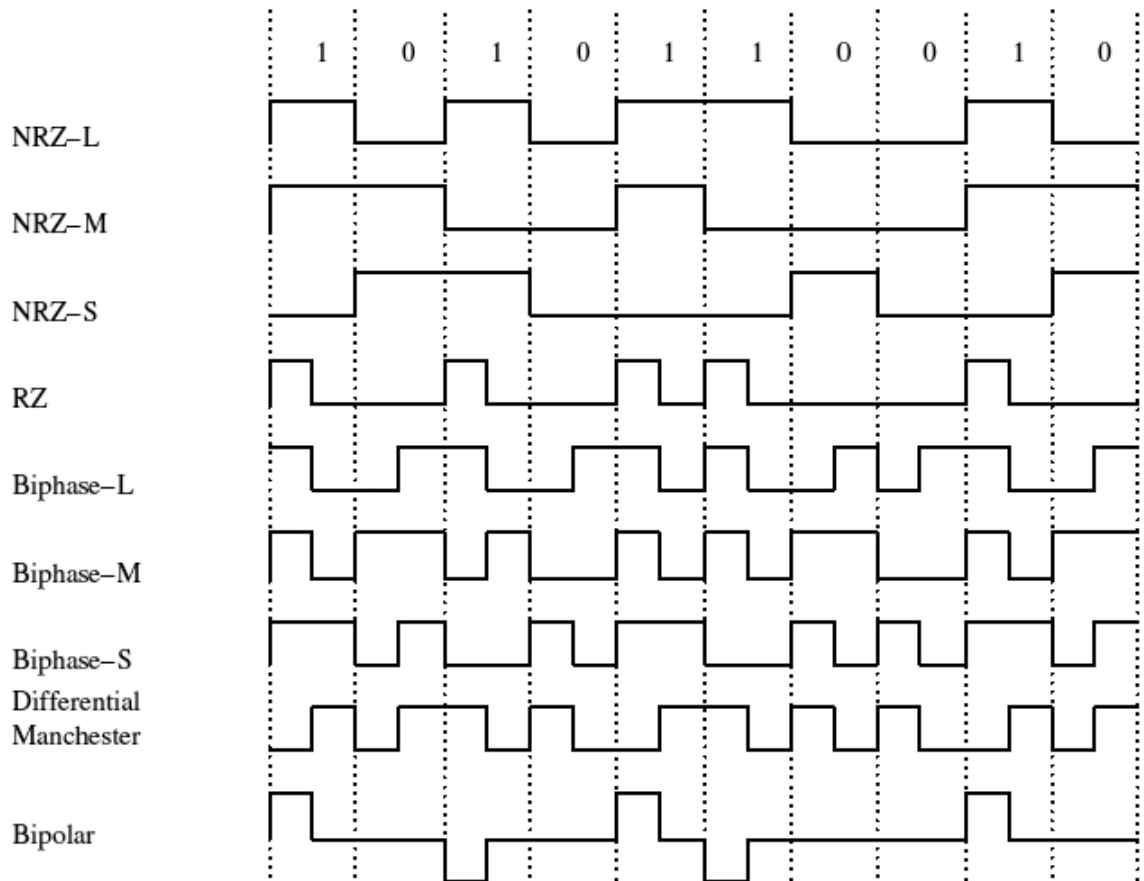 1 0 1 0 1 1 0 0 1 0
NRZ–L
NRZ–M
NRZ–S
RZ
Biphase–L
Biphase–M
Biphase–S
Differential
Manchester
Bipolar